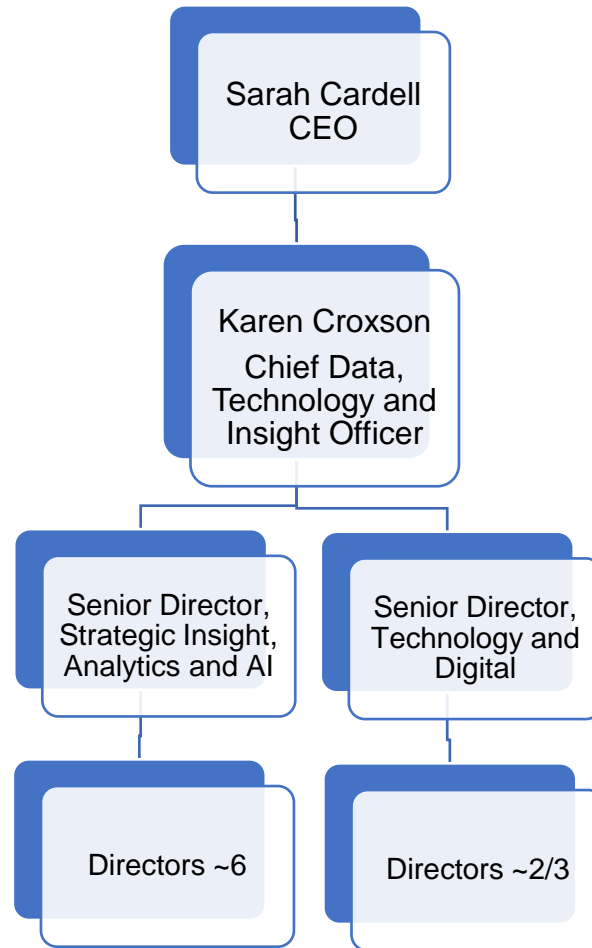 Sarah Cardell
CEO
Karen Croxson
Chief Data,
Technology and
Insight Officer
Senior Director,
Strategic Insight,
Analytics and AI
Senior Director,
Technology and
Digital
Directors ~6
Directors ~2/3